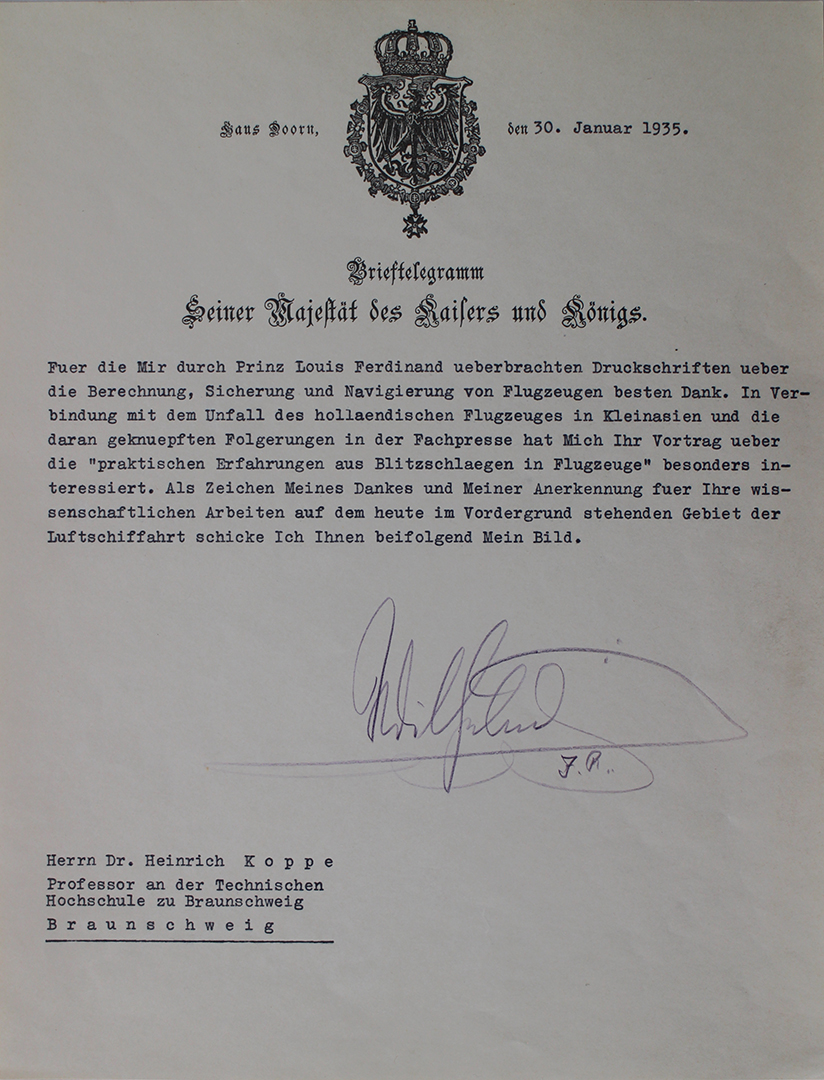 Haus Doorn, den 30. Januar 1935.
Brieftelegramm
Seiner Majestät des Kaisers und Königs.
Fuer die Mir durch Prinz Louis Ferdinand ueberbrachten Druckschriften ueber
die Berechnung, Sicherung und Navigierung von Flugzeugen besten Dank. In Ver-
bindung mit dem Unfall des hollaendischen Flugzeuges in Kleinasien und die
daran geknuepften Folgerungen in der Fachpresse hat Mich Ihr Vortrag ueber
die "praktischen Erfahrungen aus Blitzschlaegen in Flugzeuge" besonders in-
teressiert. Als Zeichen Meines Dankes und Meiner Anerkennung fuer Ihre wis-
senschaftlichen Arbeiten auf dem heute im Vordergrund stehenden Gebiet der
Luftschiffahrt schicke Ich Ihnen beifolgend Mein Bild.
Wilhelm
I. R.
Herrn Dr. Heinrich K o p p e
Professor an der Technischen
Hochschule zu Braunschweig
B r a u n s c h w e i g